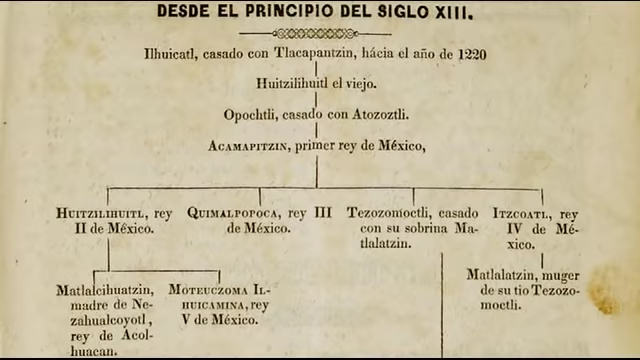 DESDE EL PRINCIPIO DEL SIGLO XIII.
Ilhuicatl, casado con Tlacapantzin, hácia el año de 1220
Huitzilihuitl el viejo.
Opochtli, casado con Atozoztli.
ACAMAPITZIN, primer rey de México,
HUITZILIHUITL, rey
II de México.
QUIMALPOPOCA, rey III
de México.
Tezozomoctli, casado
con su sobrina Ma-
tlalatzin.
ITZCOATL, rey
IV de Mé-
xico.
Matlalcihuatzin,
madre de Ne-
zahualcoyotl,
rey de Acol-
huacan.
MOTEUCZOMA IL-
HUICAMINA, rey
V de México.
Matlalatzin, muger
de su tio Tezozo-
moctli.